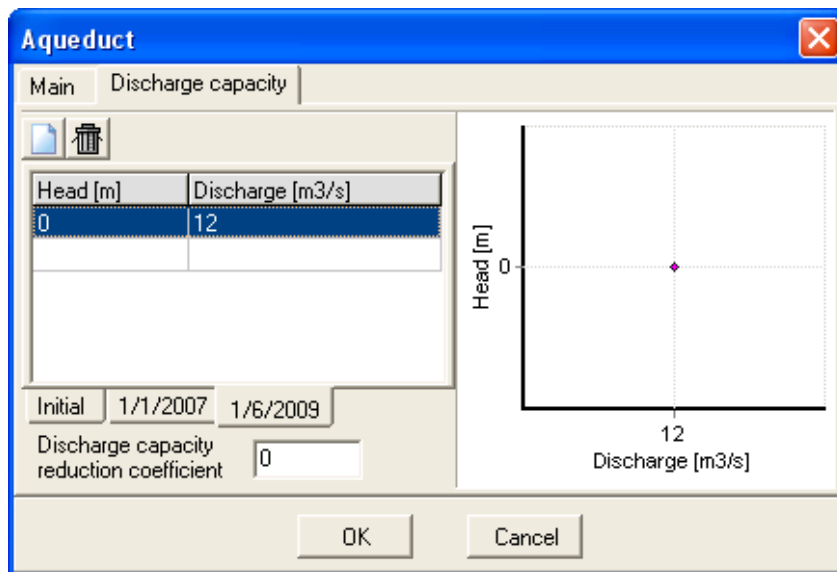 Aqueduct
Main Discharge capacity
Head [m] Discharge [m3/s]
0 12
Initial 1/1/2007 1/6/2009
Discharge capacity
reduction coefficient 0
Head [m]
0
12
Discharge [m3/s]
OK Cancel